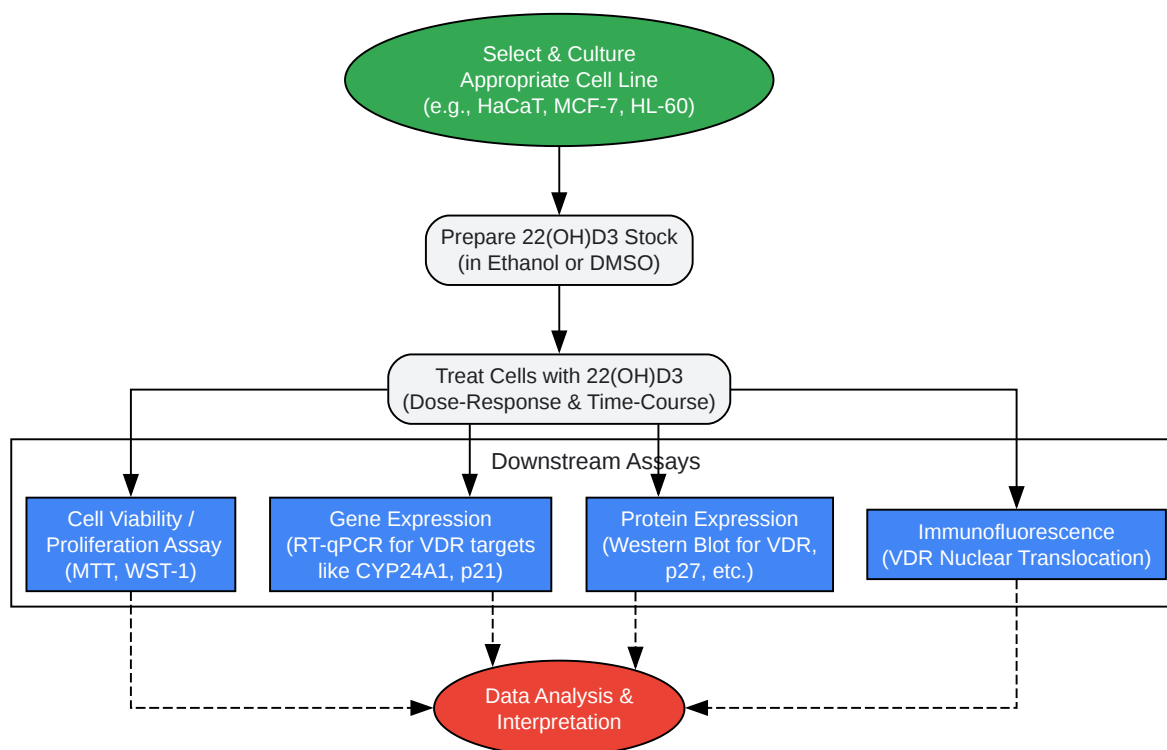 Select & Culture
Appropriate Cell Line
(e.g., HaCaT, MCF-7, HL-60)
Prepare 22(OH)D3 Stock
(in Ethanol or DMSO)
Treat Cells with 22(OH)D3
(Dose-Response & Time-Course)
Downstream Assays
Cell Viability /
Proliferation Assay
(MTT, WST-1)
Gene Expression
(RT-qPCR for VDR targets
like CYP24A1, p21)
Protein Expression
(Western Blot for VDR,
p27, etc.)
Immunofluorescence
(VDR Nuclear Translocation)
Data Analysis &
Interpretation